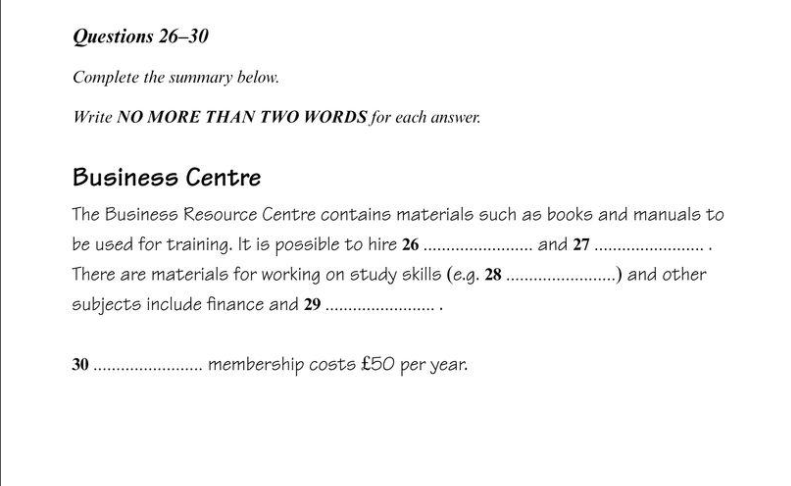 Questions 26–30
Complete the summary below.
Write NO MORE THAN TWO WORDS for each answer.
Business Centre
The Business Resource Centre contains materials such as books and manuals to
be used for training. It is possible to hire 26 ........................ and 27 ........................ .
There are materials for working on study skills (e.g. 28 ........................) and other
subjects include finance and 29 ........................ .
30 ........................ membership costs £50 per year.